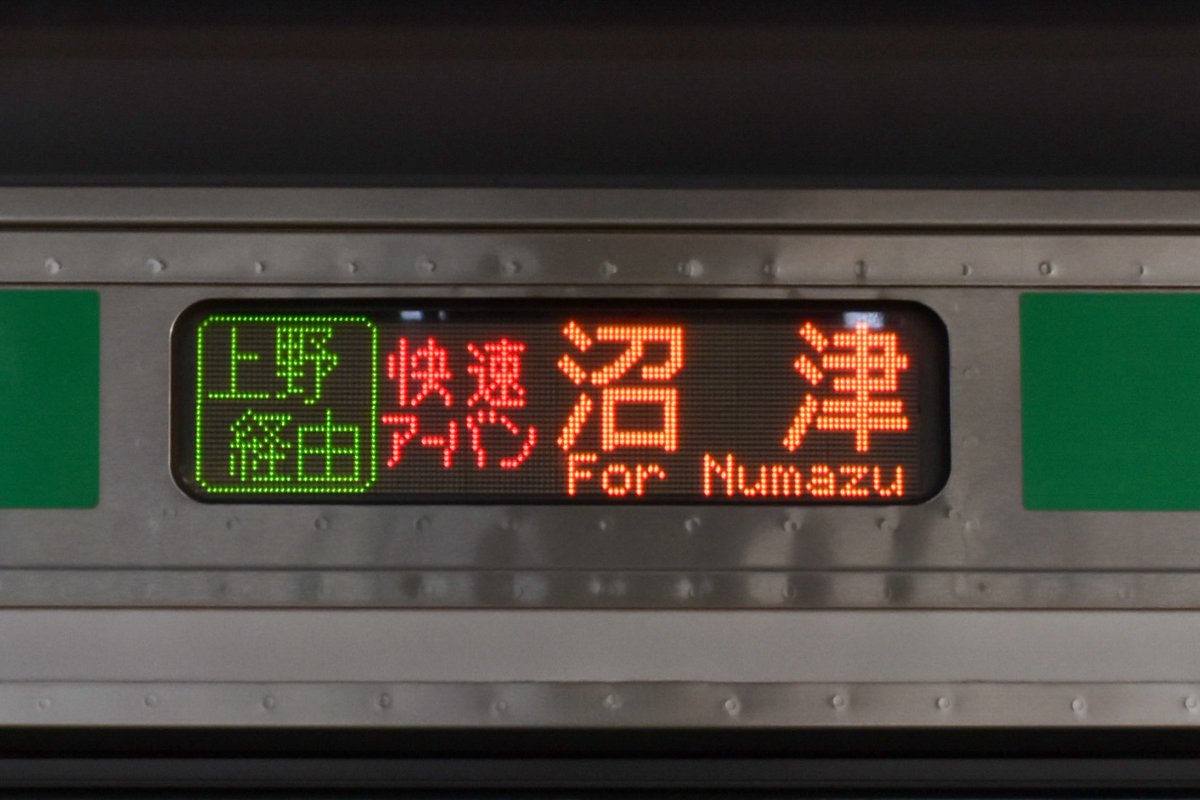 上野
経由
快速
アーバン
沼津
For Numazu